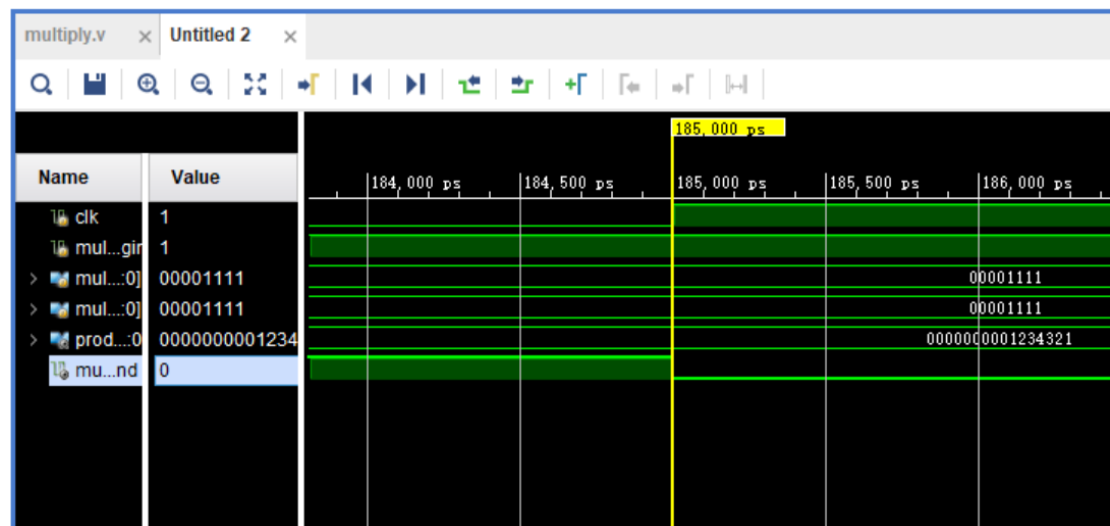 multiply.v × Untitled 2 ×
185,000 ps
Name Value
184,000 ps 184,500 ps 185,000 ps 185,500 ps 186,000 ps
clk 1
mul...gin 1
mul...:0] 00001111 00001111
mul...:0] 00001111 00001111
prod...:0 0000000001234 0000000001234321
mu...nd 0